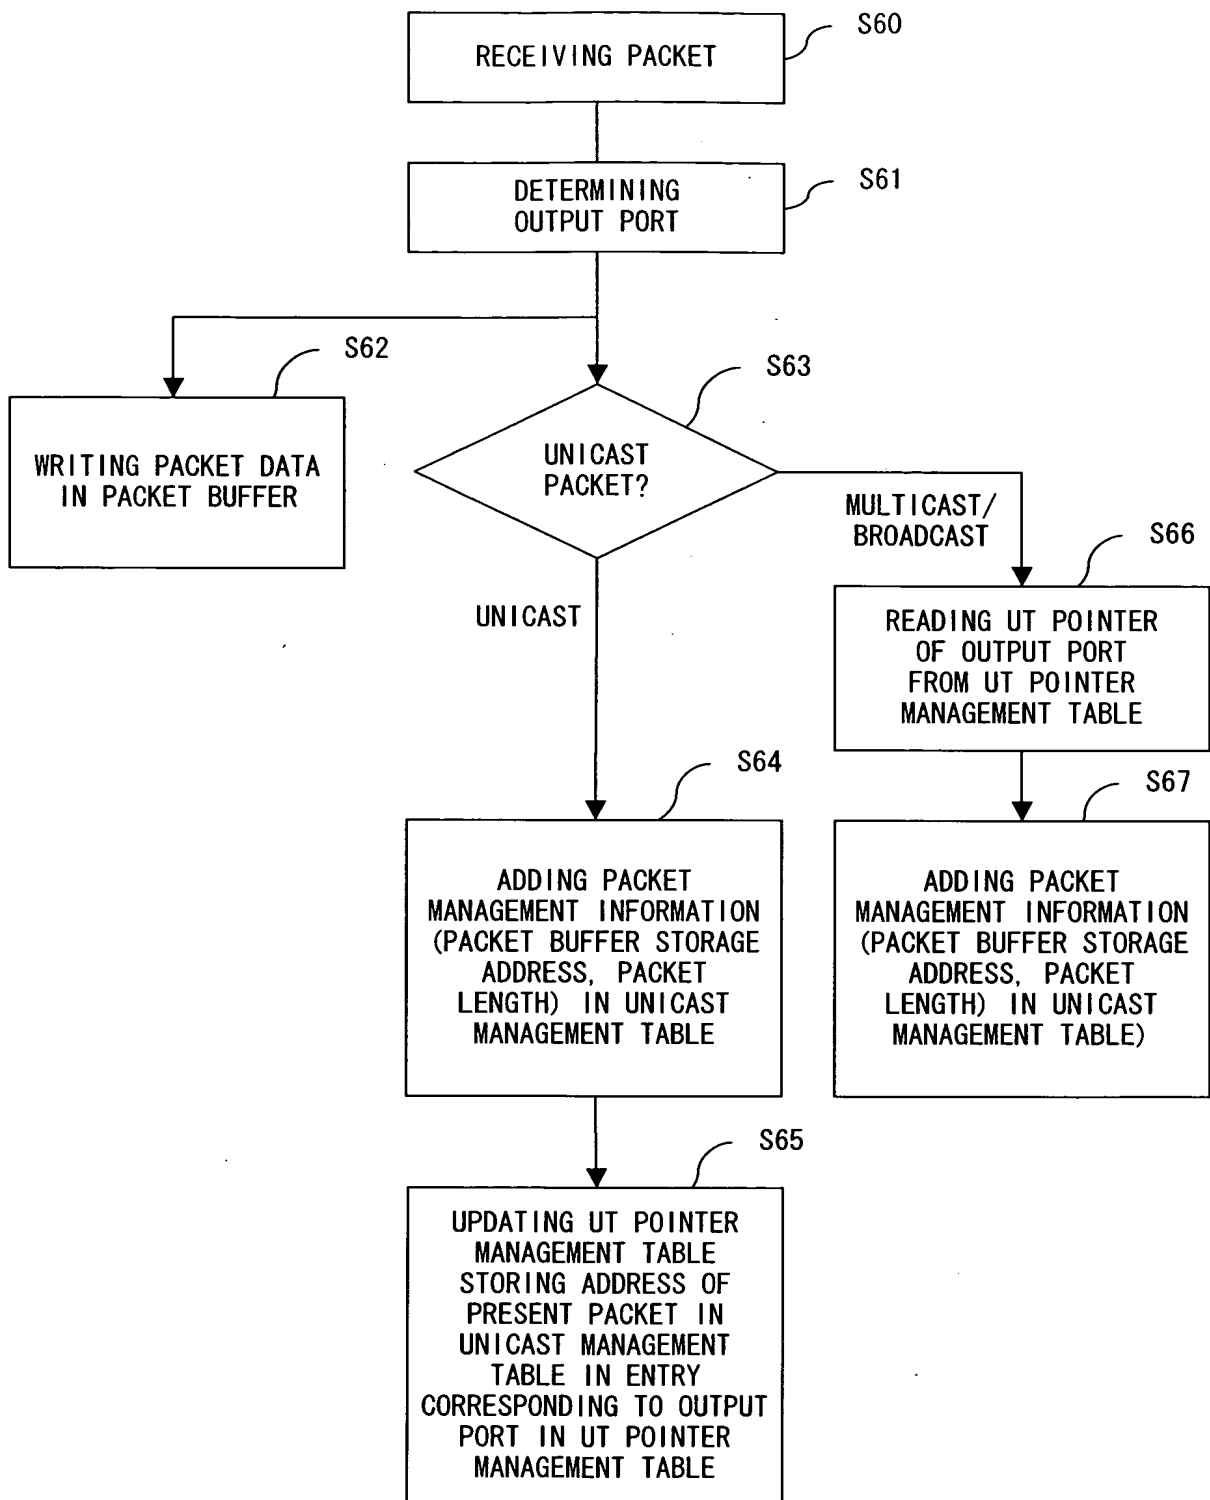 S60
RECEIVING PACKET
S61
DETERMINING
OUTPUT PORT
S62
WRITING PACKET DATA
IN PACKET BUFFER
S63
UNICAST
PACKET?
MULTICAST/
BROADCAST
UNICAST
S66
READING UT POINTER
OF OUTPUT PORT
FROM UT POINTER
MANAGEMENT TABLE
S64
ADDING PACKET
MANAGEMENT INFORMATION
(PACKET BUFFER STORAGE
ADDRESS, PACKET
LENGTH) IN UNICAST
MANAGEMENT TABLE
S67
ADDING PACKET
MANAGEMENT INFORMATION
(PACKET BUFFER STORAGE
ADDRESS, PACKET
LENGTH) IN UNICAST
MANAGEMENT TABLE)
S65
UPDATING UT POINTER
MANAGEMENT TABLE
STORING ADDRESS OF
PRESENT PACKET IN
UNICAST MANAGEMENT
TABLE IN ENTRY
CORRESPONDING TO OUTPUT
PORT IN UT POINTER
MANAGEMENT TABLE